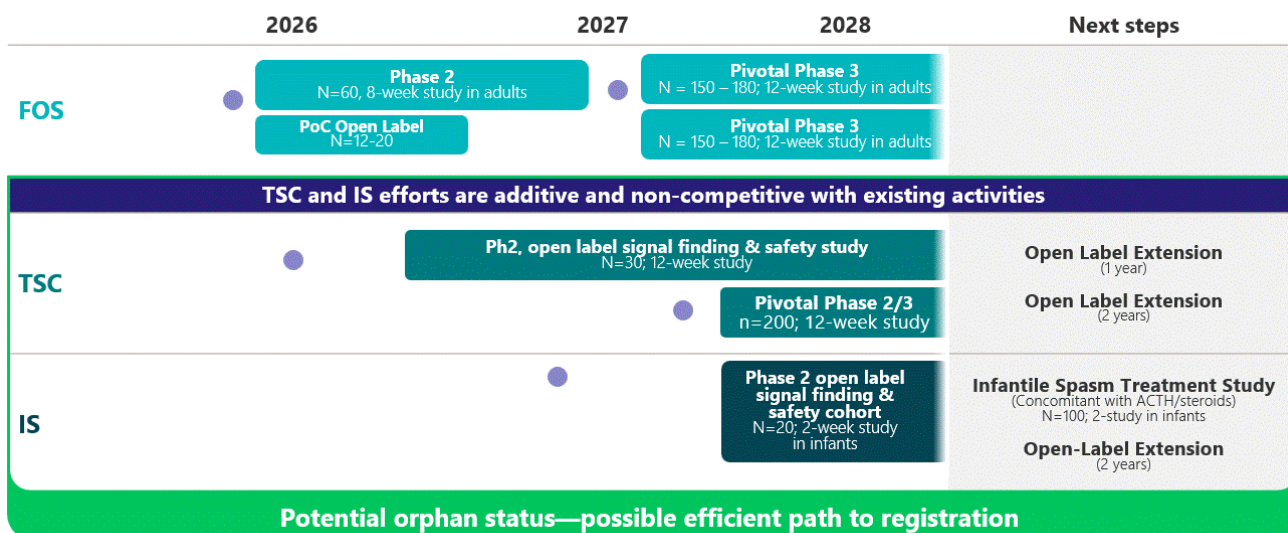 2026 2027 2028 Next steps
FOS
Phase 2
N=60, 8-week study in adults
PoC Open Label
N=12-20
Pivotal Phase 3
N = 150 – 180; 12-week study in adults
Pivotal Phase 3
N = 150 – 180; 12-week study in adults
TSC and IS efforts are additive and non-competitive with existing activities
TSC
Ph2, open label signal finding & safety study
N=30; 12-week study
Pivotal Phase 2/3
n=200; 12-week study
Open Label Extension
(1 year)
Open Label Extension
(2 years)
IS
Phase 2 open label
signal finding &
safety cohort
N=20; 2-week study
in infants
Infantile Spasm Treatment Study
(Concomitant with ACTH/steroids)
N=100; 2-study in infants
Open-Label Extension
(2 years)
Potential orphan status—possible efficient path to registration